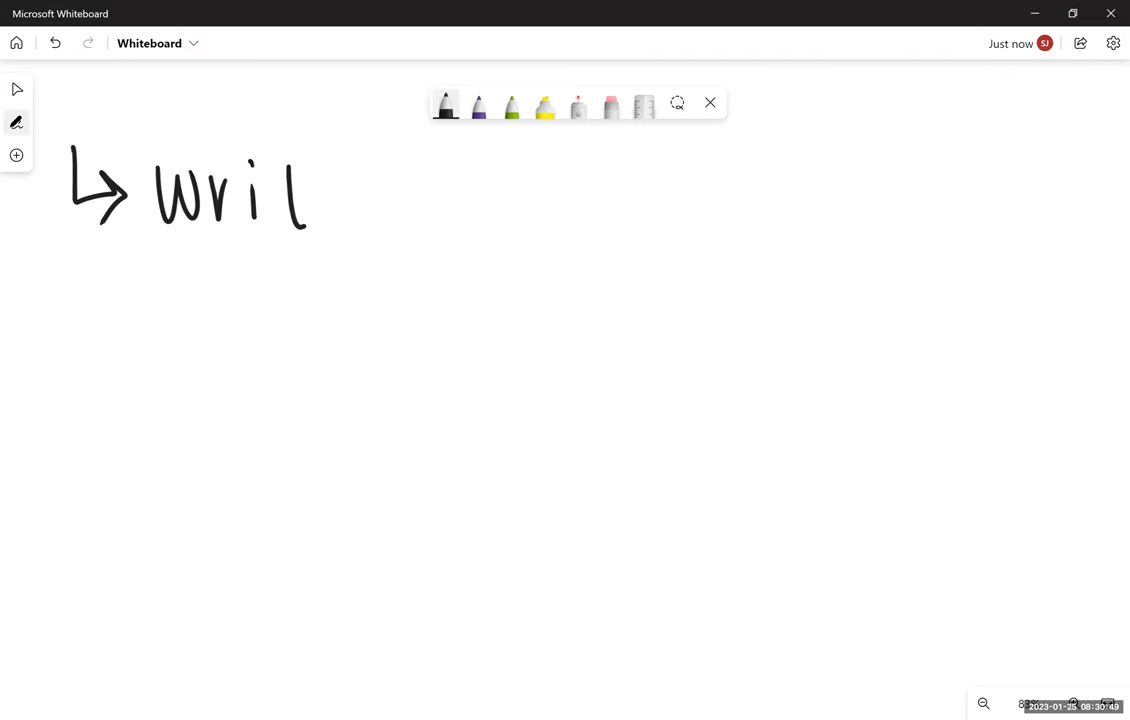 Microsoft Whiteboard
Whiteboard
Just now SJ
↳ Wril
2023-01-25 08:30:49